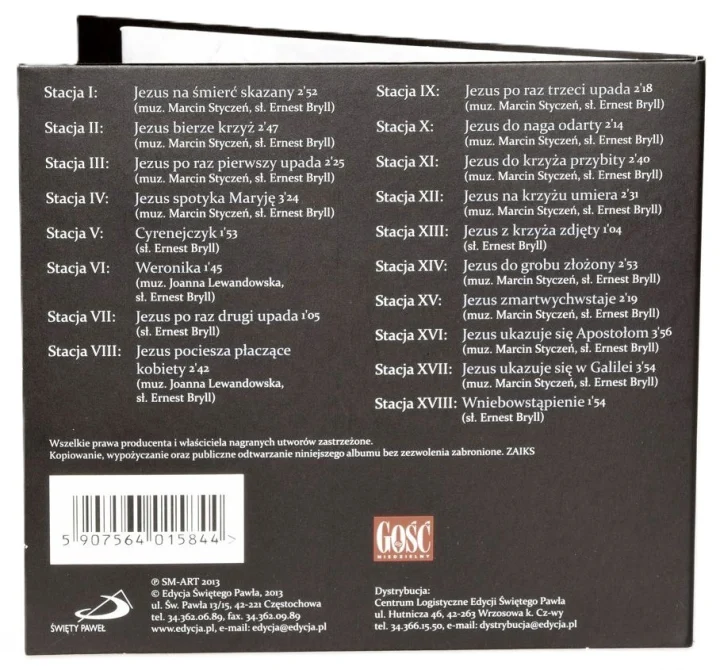 Stacja I: Jezus na śmierć skazany 2'52
(muz. Marcin Styczeń, sł. Ernest Bryll)
Stacja II: Jezus bierze krzyż 2'47
(muz. Marcin Styczeń, sł. Ernest Bryll)
Stacja III: Jezus po raz pierwszy upada 2'25
(muz. Marcin Styczeń, sł. Ernest Bryll)
Stacja IV: Jezus spotyka Maryję 3'24
(muz. Marcin Styczeń, sł. Ernest Bryll)
Stacja V: Cyrenejczyk 1'53
(sł. Ernest Bryll)
Stacja VI: Weronika 1'45
(muz. Joanna Lewandowska,
sł. Ernest Bryll)
Stacja VII: Jezus po raz drugi upada 1'05
(sł. Ernest Bryll)
Stacja VIII: Jezus pociesza płaczące
kobiety 2'42
(muz. Joanna Lewandowska,
sł. Ernest Bryll)
Stacja IX: Jezus po raz trzeci upada 2'18
(muz. Marcin Styczeń, sł. Ernest Bryll)
Stacja X: Jezus do naga odarty 2'14
(muz. Marcin Styczeń, sł. Ernest Bryll)
Stacja XI: Jezus do krzyża przybity 2'40
(muz. Marcin Styczeń, sł. Ernest Bryll)
Stacja XII: Jezus na krzyżu umiera 2'31
(muz. Marcin Styczeń, sł. Ernest Bryll)
Stacja XIII: Jezus z krzyża zdjęty 1'04
(sł. Ernest Bryll)
Stacja XIV: Jezus do grobu złożony 2'53
(muz. Marcin Styczeń, sł. Ernest Bryll)
Stacja XV: Jezus zmartwychwstaje 2'19
(muz. Marcin Styczeń, sł. Ernest Bryll)
Stacja XVI: Jezus ukazuje się Apostołom 3'56
(muz. Marcin Styczeń, sł. Ernest Bryll)
Stacja XVII: Jezus ukazuje się w Galilei 3'54
(muz. Marcin Styczeń, sł. Ernest Bryll)
Stacja XVIII: Wniebowstąpienie 1'54
(sł. Ernest Bryll)
Wszelkie prawa producenta i właściciela nagranych utworów zastrzeżone.
Kopiowanie, wypożyczanie oraz publiczne odtwarzanie niniejszego albumu bez zezwolenia zabronione. ZAIKS
5 907564 015844 >
GOŚĆ
NIEDZIELNY
ŚWIĘTY PAWEŁ
℗ SM-ART 2013
© Edycja Świętego Pawła, 2013
ul. Św. Pawła 13/15, 42-221 Częstochowa
tel. 34.362.06.89, fax. 34.362.09.89
www.edycja.pl, e-mail: edycja@edycja.pl
Dystrybucja:
Centrum Logistyczne Edycji Świętego Pawła
ul. Hutnicza 46, 42-263 Wrzosowa k. Cz-wy
tel. 34.366.15.50, e-mail: dystrybucja@edycja.pl